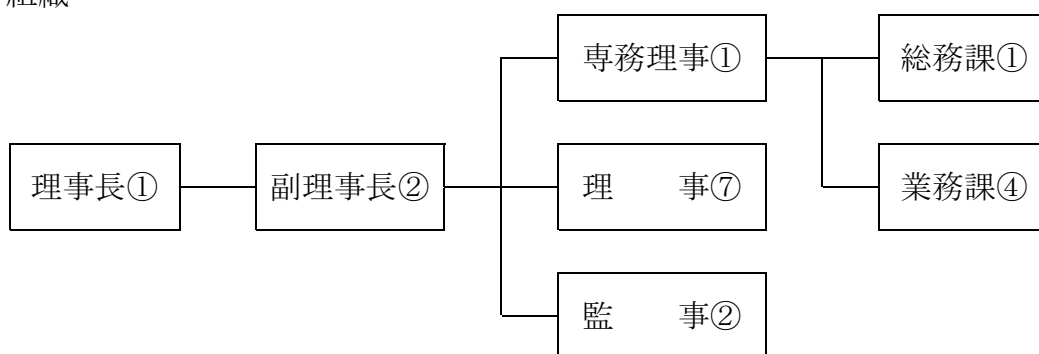 組織
専務理事① 総務課①
理事長① 副理事長② 理　　事⑦ 業務課④
監　　事②